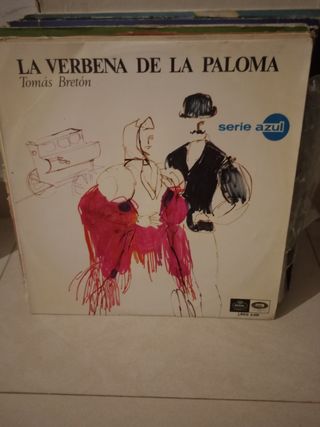 LA VERBENA DE LA PALOMA
Tomás Bretón
serie azul